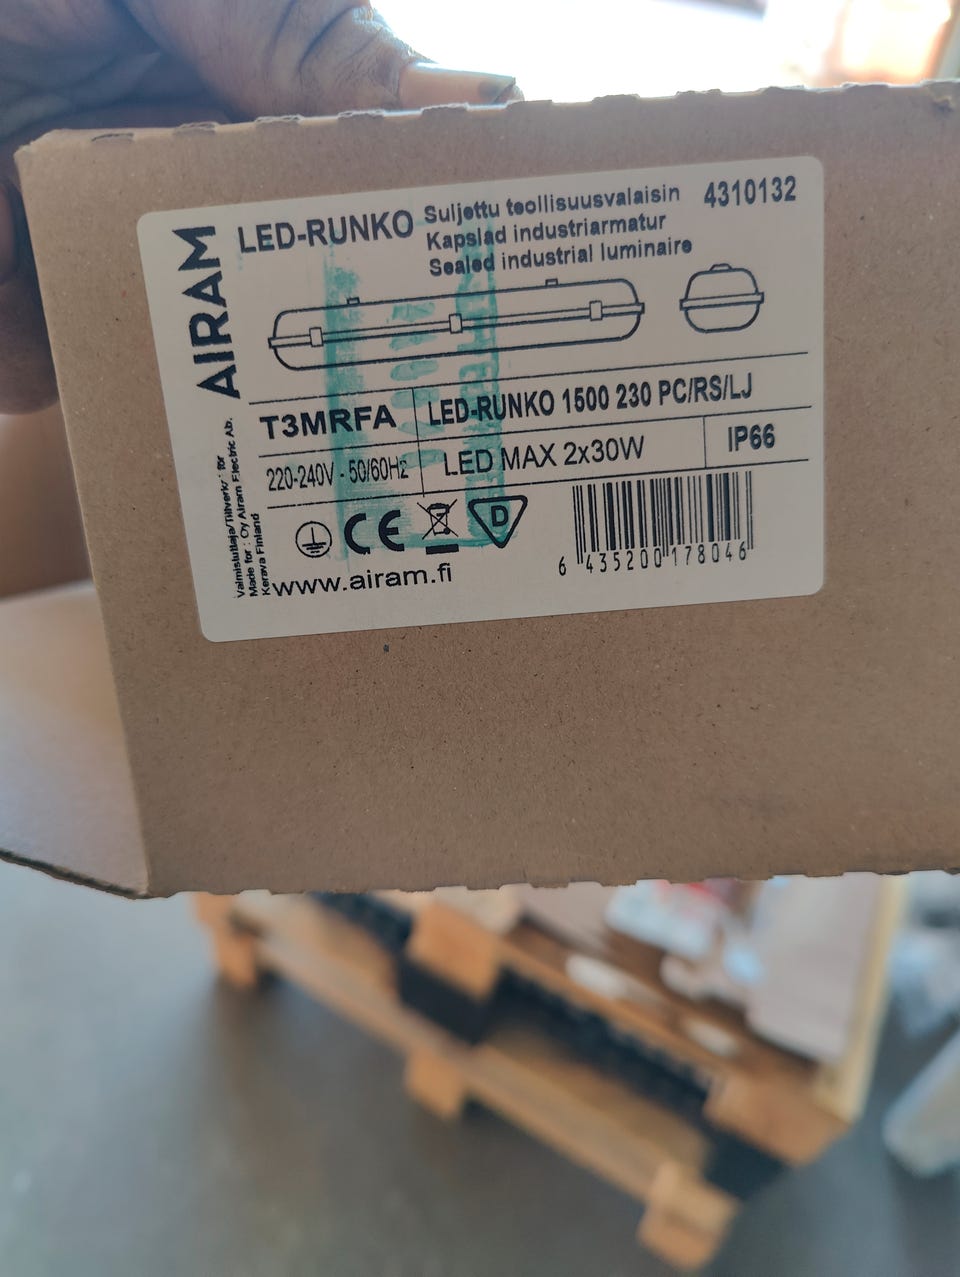 AIRAM
LED-RUNKO
Suljettu teollisuusvalaisin
Kapslad industriarmatur
Sealed industrial luminaire
4310132
T3MRFA
LED-RUNKO 1500 230 PC/RS/LJ
220-240V - 50/60Hz
LED MAX 2x30W
IP66
Valmistuttaja/Tillverk. för
Made for : Oy Airam Electric Ab.
Kerava Finland
CE
D
www.airam.fi
6 435200 178046